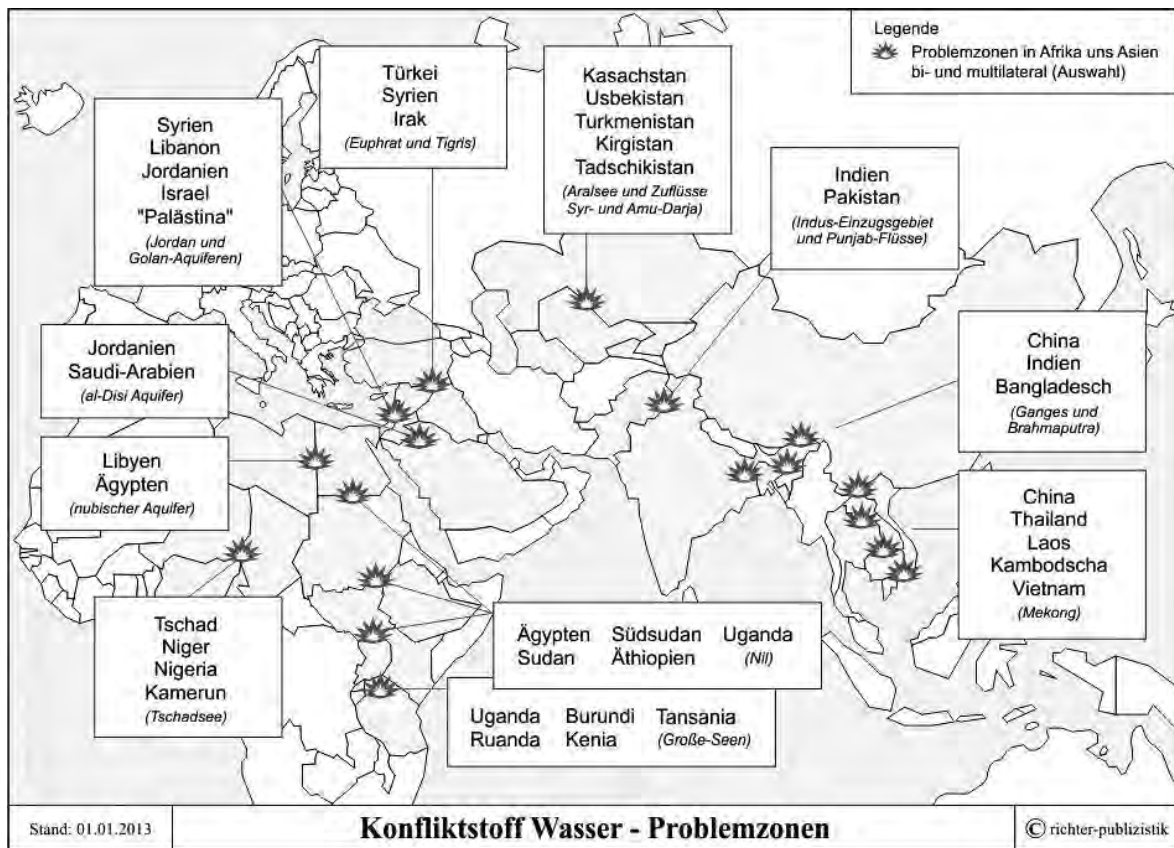 Legende
Problemzonen in Afrika uns Asien
bi- und multilateral (Auswahl)
Türkei
Syrien
Irak
(Euphrat und Tigris)
Kasachstan
Usbekistan
Turkmenistan
Kirgistan
Tadschikistan
(Aralsee und Zuflüsse
Syr- und Amu-Darja)
Syrien
Libanon
Jordanien
Israel
"Palästina"
(Jordan und
Golan-Aquiferen)
Indien
Pakistan
(Indus-Einzugsgebiet
und Punjab-Flüsse)
Jordanien
Saudi-Arabien
(al-Disi Aquifer)
China
Indien
Bangladesch
(Ganges und
Brahmaputra)
Libyen
Ägypten
(nubischer Aquifer)
China
Thailand
Laos
Kambodscha
Vietnam
(Mekong)
Tschad
Niger
Nigeria
Kamerun
(Tschadsee)
Ägypten Südsudan Uganda
Sudan Äthiopien (Nil)
Uganda Burundi Tansania
Ruanda Kenia (Große-Seen)
Stand: 01.01.2013
Konfliktstoff Wasser - Problemzonen
© richter-publizistik